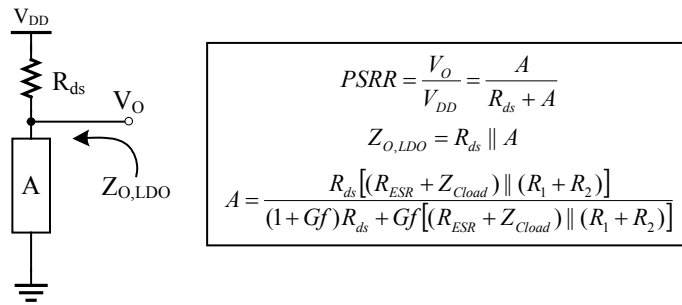 V_DD
R_ds
V_O
A
Z_O,LDO
PSRR = V_O / V_DD = A / (R_ds + A)
Z_O,LDO = R_ds || A
A = R_ds[(R_ESR + Z_Cload) || (R_1 + R_2)] / ((1 + Gf)R_ds + Gf[(R_ESR + Z_Cload) || (R_1 + R_2)])